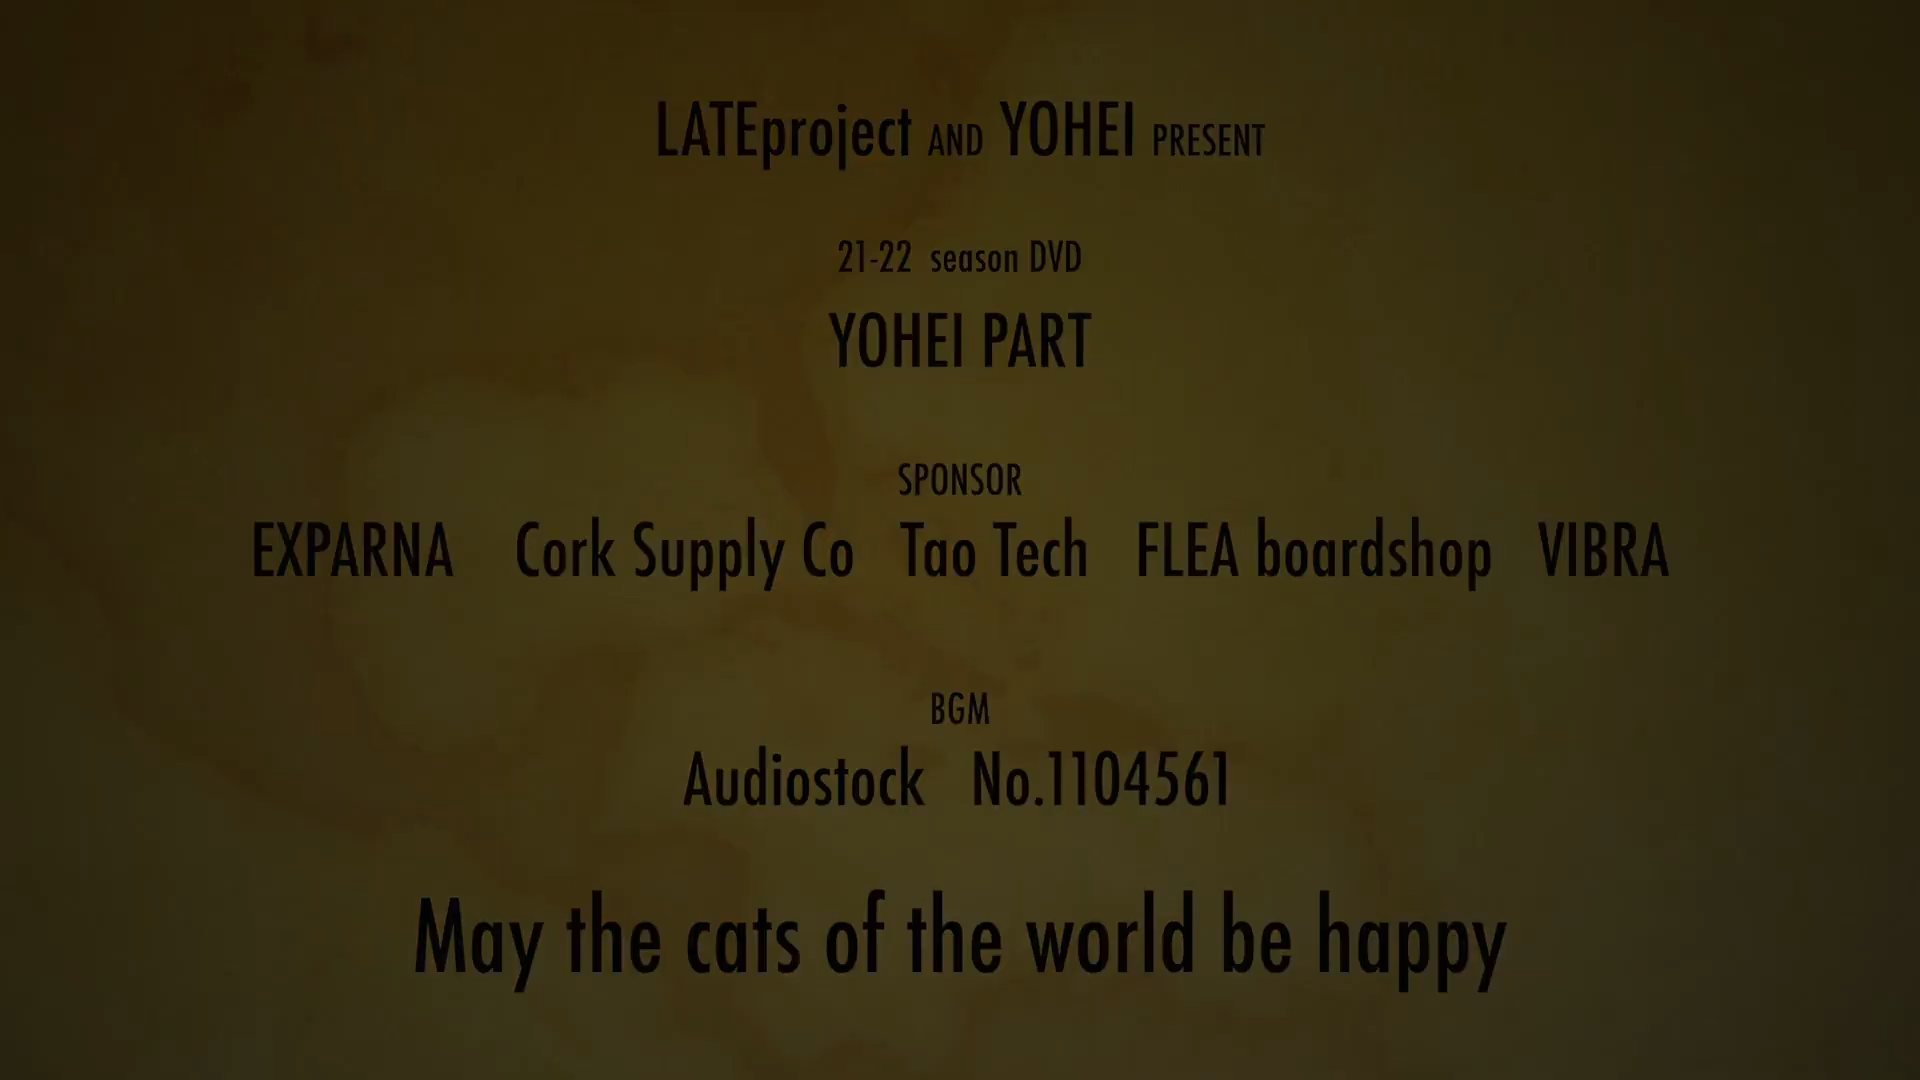 LATEproject AND YOHEI PRESENT
21-22 season DVD
YOHEI PART
SPONSOR
EXPARNA Cork Supply Co Tao Tech FLEA boardshop VIBRA
BGM
Audiostock No.1104561
May the cats of the world be happy